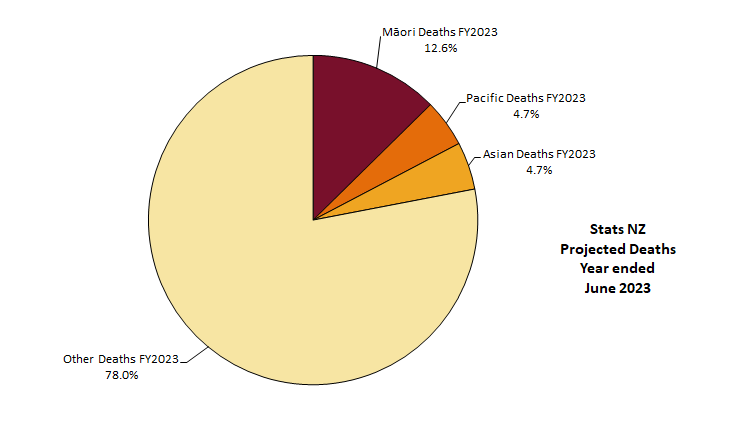 Māori Deaths FY2023
12.6%
Pacific Deaths FY2023
4.7%
Asian Deaths FY2023
4.7%
Stats NZ
Projected Deaths
Year ended
June 2023
Other Deaths FY2023
78.0%